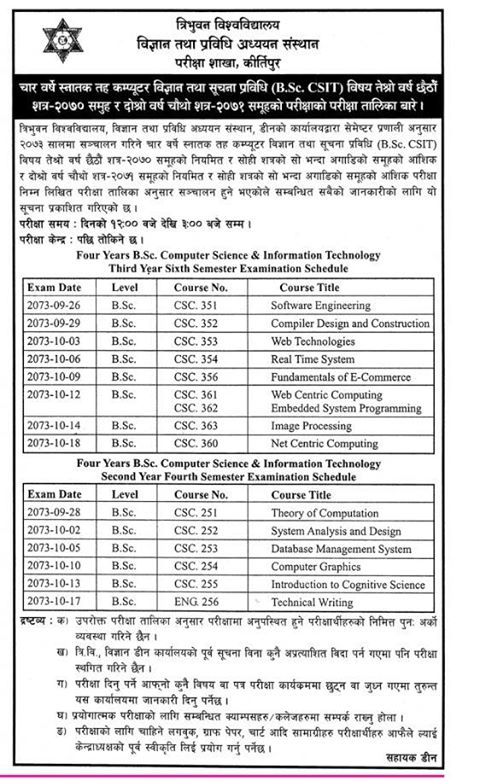 त्रिभुवन विश्वविद्यालय
विज्ञान तथा प्रविधि अध्ययन संस्थान
परीक्षा शाखा, कीर्तिपुर
चार वर्षे स्नातक तह कम्प्यूटर विज्ञान तथा सूचना प्रविधि (B.Sc. CSIT) विषय तेश्रो वर्ष छैठौं
शत्र-२०७० समुह र दोश्रो वर्ष चौथो शत्र-२०७१ समूहको परीक्षाको परीक्षा तालिका बारे ।
त्रिभुवन विश्वविद्यालय, विज्ञान तथा प्रविधि अध्ययन संस्थान, डीनको कार्यालयद्वारा सेमेष्टर प्रणाली अनुसार
२०७३ सालमा सञ्चालन गरिने चार वर्षे स्नातक तह कम्प्यूटर विज्ञान तथा सूचना प्रविधि (B.Sc. CSIT)
विषय तेश्रो वर्ष छैठौं शत्र-२०७० समूहको नियमित र सोही शत्रको सो भन्दा अगाडिको समूहको आंशिक
र दोश्रो वर्ष चौथो शत्र-२०७१ समूहको नियमित र सोही शत्रको सो भन्दा अगाडिको समूहको आंशिक परीक्षा
निम्न लिखित परीक्षा तालिका अनुसार सञ्चालन हुने भएकोले सम्बन्धित सबैको जानकारीको लागि यो
सूचना प्रकाशित गरिएको छ ।
परीक्षा समय : दिनको १२:०० बजे देखि ३:०० बजे सम्म ।
परीक्षा केन्द्र : पछि तोकिने छ ।
Four Years B.Sc. Computer Science & Information Technology
Third Year Sixth Semester Examination Schedule
Exam Date Level Course No. Course Title
2073-09-26 B.Sc. CSC. 351 Software Engineering
2073-09-29 B.Sc. CSC. 352 Compiler Design and Construction
2073-10-03 B.Sc. CSC. 353 Web Technologies
2073-10-06 B.Sc. CSC. 354 Real Time System
2073-10-09 B.Sc. CSC. 356 Fundamentals of E-Commerce
2073-10-12 B.Sc. CSC. 361 Web Centric Computing
CSC. 362 Embedded System Programming
2073-10-14 B.Sc. CSC. 363 Image Processing
2073-10-18 B.Sc. CSC. 360 Net Centric Computing
Four Years B.Sc. Computer Science & Information Technology
Second Year Fourth Semester Examination Schedule
Exam Date Level Course No. Course Title
2073-09-28 B.Sc. CSC. 251 Theory of Computation
2073-10-02 B.Sc. CSC. 252 System Analysis and Design
2073-10-05 B.Sc. CSC. 253 Database Management System
2073-10-10 B.Sc. CSC. 254 Computer Graphics
2073-10-13 B.Sc. CSC. 255 Introduction to Cognitive Science
2073-10-17 B.Sc. ENG. 256 Technical Writing
द्रष्टव्य : क) उपरोक्त परीक्षा तालिका अनुसार परीक्षामा अनुपस्थित हुने परीक्षार्थीहरुको निमित्त पुनः अर्को
व्यवस्था गरिने छैन ।
ख) त्रि.वि., विज्ञान डीन कार्यालयको पूर्व सूचना विना कुनै अप्रत्याशित विदा पर्न गएमा पनि परीक्षा
स्थगित गरिने छैन ।
ग) परीक्षा दिनु पर्ने आफ्नो कुनै विषय वा पत्र परीक्षा कार्यक्रममा छुट्न वा जुध्न गएमा तुरुन्त
यस कार्यालयमा जानकारी दिनु पर्नेछ ।
घ) प्रयोगात्मक परीक्षाको लागि सम्बन्धित क्याम्पसहरु/कलेजहरुमा सम्पर्क राख्नु होला ।
ङ) परीक्षाको लागि चाहिने लगबुक, ग्राफ पेपर, चार्ट आदि सामाग्रीहरु परीक्षार्थी आफैले ल्याई
केन्द्राध्यक्षको पूर्व स्वीकृति लिई प्रयोग गर्नु पर्नेछ ।
सहायक डीन